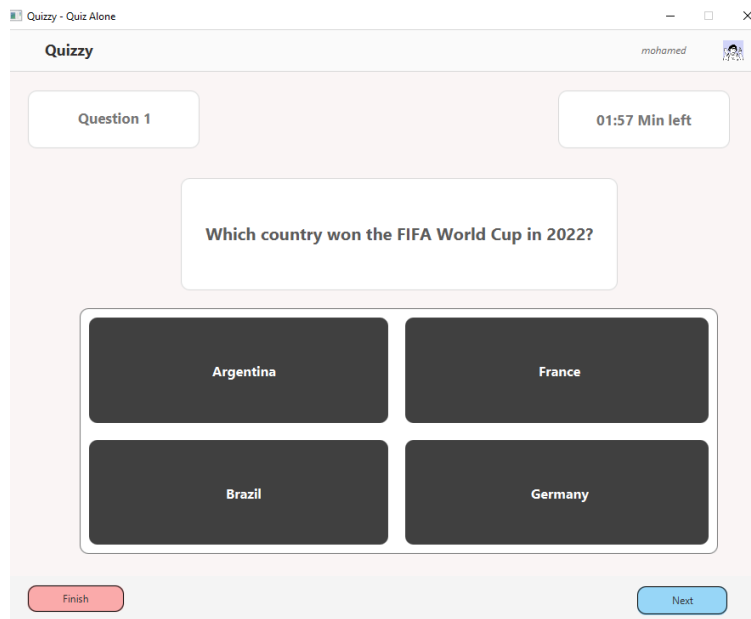 Quizzy - Quiz Alone
Quizzy
mohamed
Question 1
01:57 Min left
Which country won the FIFA World Cup in 2022?
Argentina
France
Brazil
Germany
Finish
Next